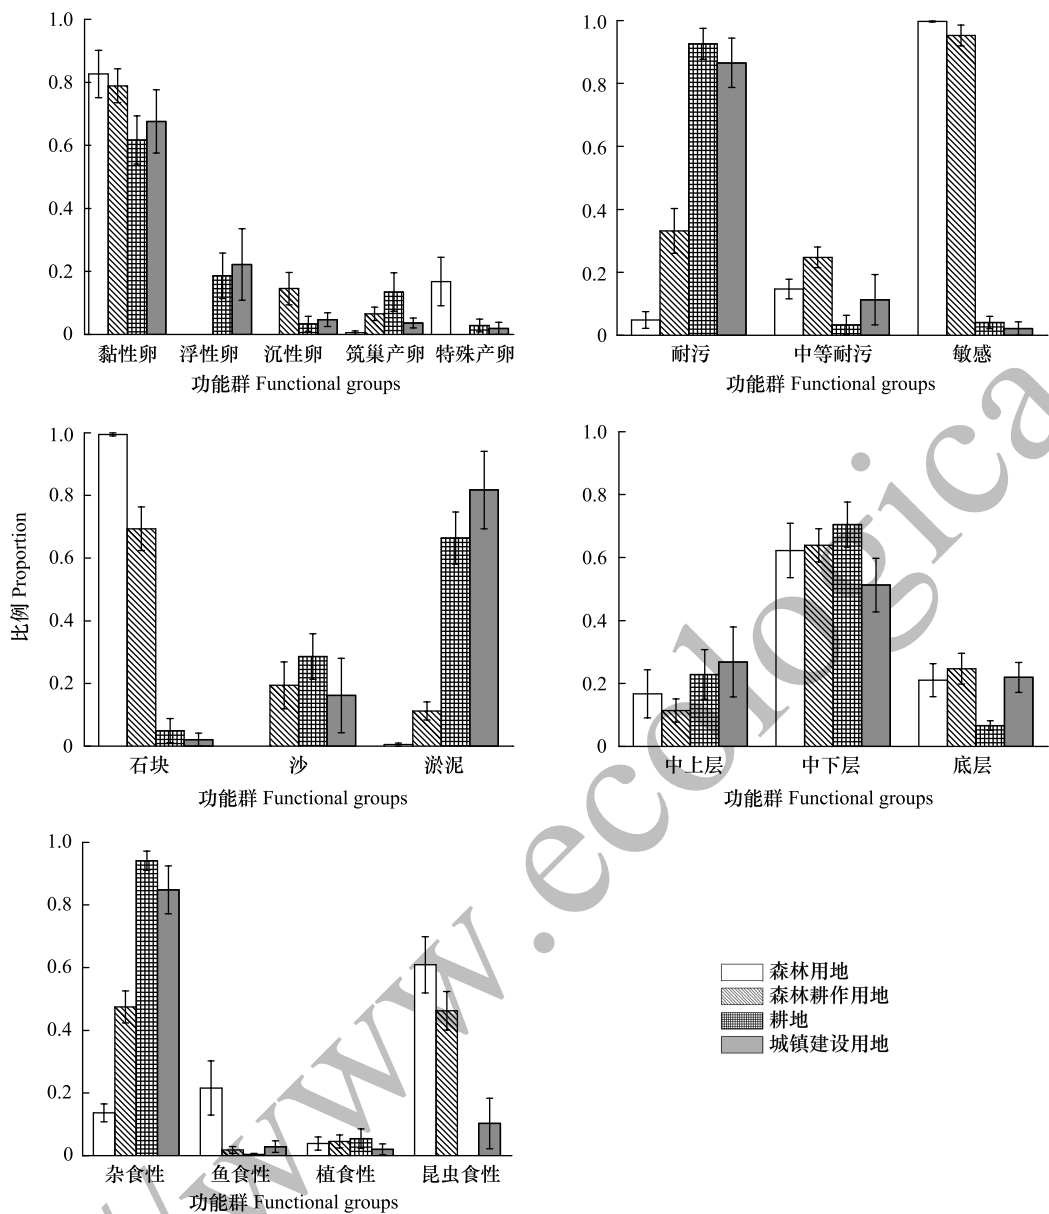 1.0
0.8
0.6
0.4
0.2
0
黏性卵 浮性卵 沉性卵 筑巢产卵 特殊产卵
功能群 Functional groups
1.0
0.8
0.6
0.4
0.2
0
耐污 中等耐污 敏感
功能群 Functional groups
比例 Proportion
1.0
0.8
0.6
0.4
0.2
0
石块 沙 淤泥
功能群 Functional groups
1.0
0.8
0.6
0.4
0.2
0
中上层 中下层 底层
功能群 Functional groups
1.0
0.8
0.6
0.4
0.2
0
杂食性 鱼食性 植食性 昆虫食性
功能群 Functional groups
森林用地
森林耕作用地
耕地
城镇建设用地
//www.ecologica